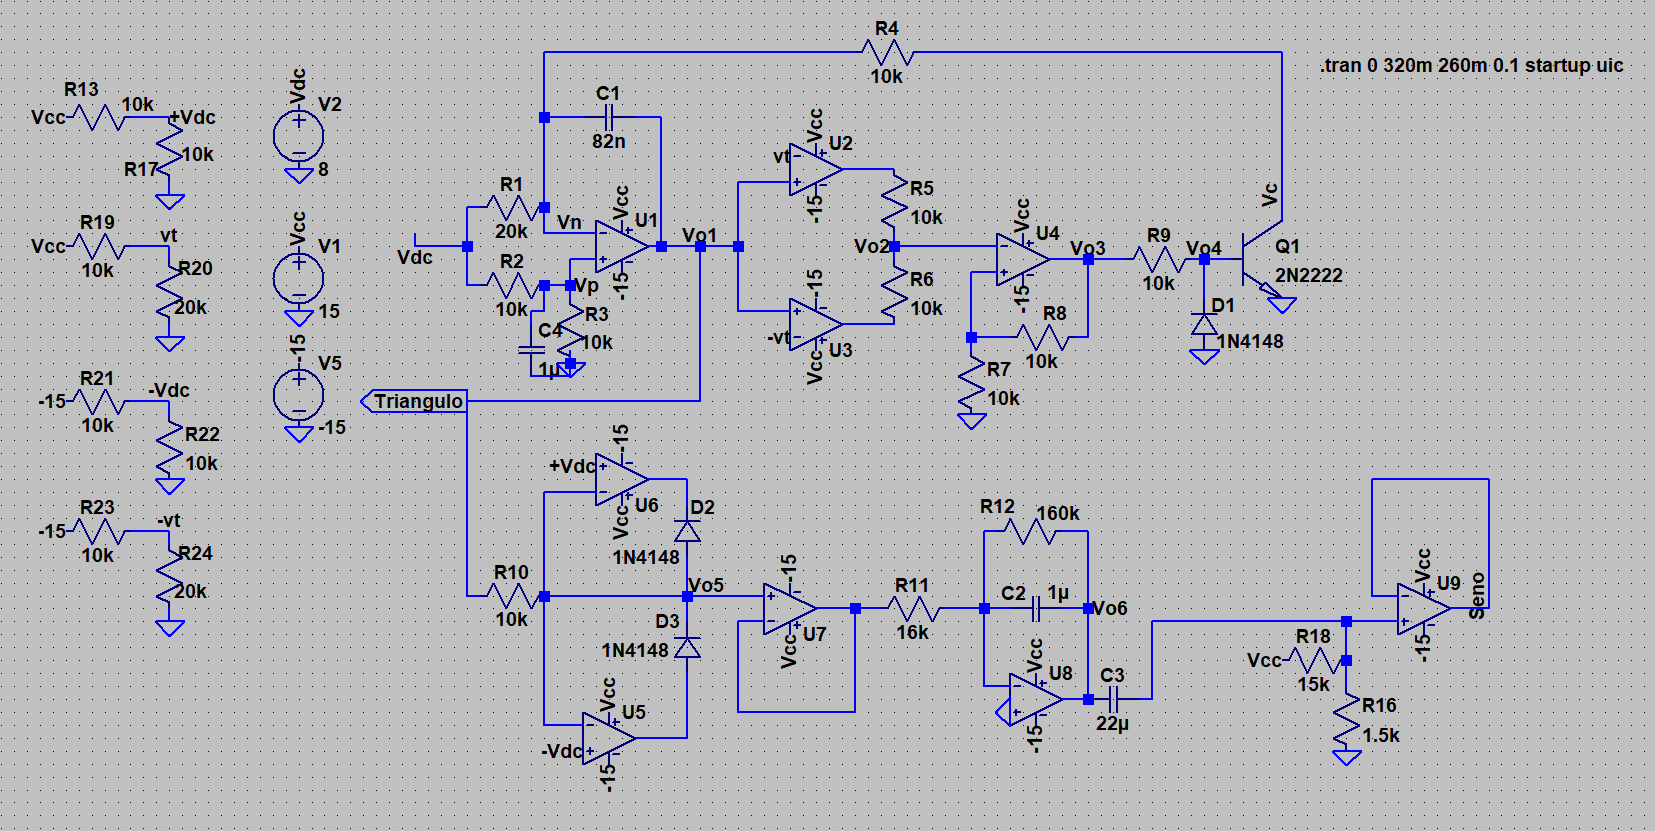 R4
10k
.tran 0 320m 260m 0.1 startup uic
R13
10k
Vcc
+Vdc
R17
10k
Vdc
V2
8
C1
82n
vt
Vcc
U2
-15
R5
10k
R1
20k
Vn
Vcc
U1
-15
Vo1
Vdc
R2
10k
Vp
C4
1µ
R3
10k
R19
Vcc
10k
vt
R20
20k
Vcc
V1
15
Vo2
R6
10k
-15
-vt
U3
Vcc
Vcc
U4
-15
Vo3
R9
10k
Vo4
Vc
Q1
2N2222
D1
1N4148
R8
10k
R7
10k
-15
V5
-15
R21
-15
10k
-Vdc
R22
10k
Triangulo
R23
-15
10k
-vt
R24
20k
+Vdc
-15
U6
Vcc
D2
1N4148
R10
10k
Vo5
D3
1N4148
Vcc
U5
-Vdc
-15
-15
U7
Vcc
R11
16k
R12
160k
C2
1µ
Vo6
Vcc
U8
-15
C3
22µ
Vcc
U9
-15
Seno
R18
Vcc
15k
R16
1.5k